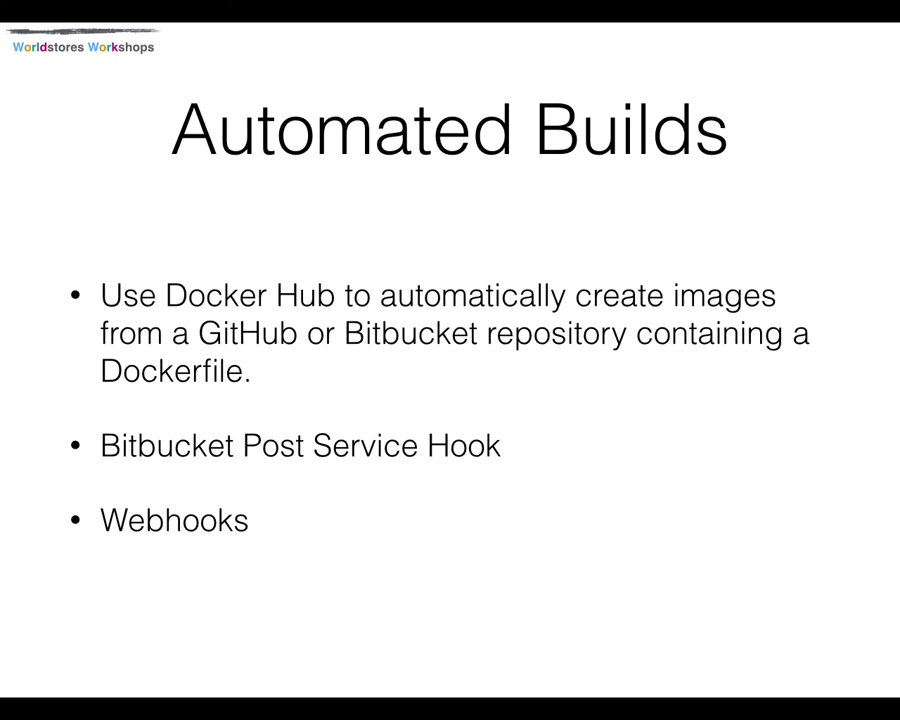 Worldstores Workshops
Automated Builds
• Use Docker Hub to automatically create images
from a GitHub or Bitbucket repository containing a
Dockerfile.
• Bitbucket Post Service Hook
• Webhooks